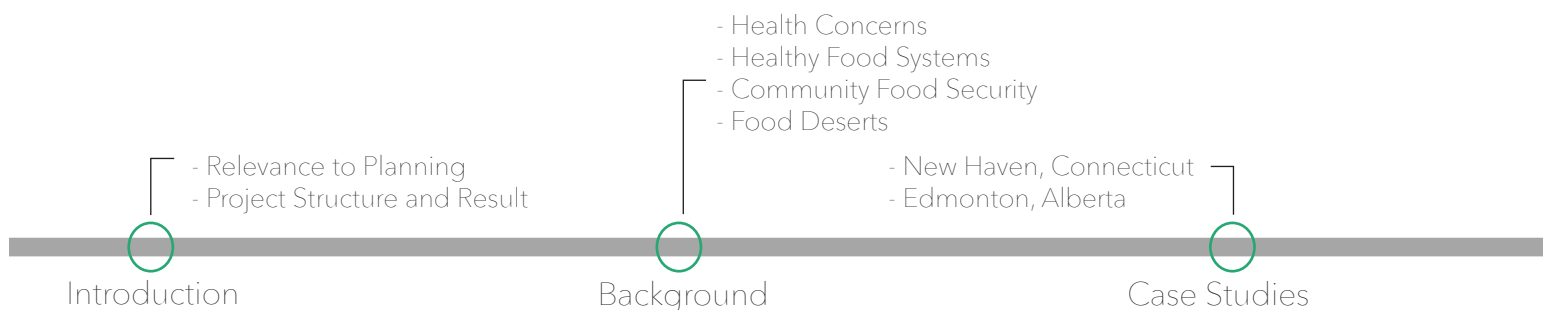 - Health Concerns
- Healthy Food Systems
- Community Food Security
- Food Deserts
- Relevance to Planning
- Project Structure and Result
- New Haven, Connecticut
- Edmonton, Alberta
Introduction
Background
Case Studies